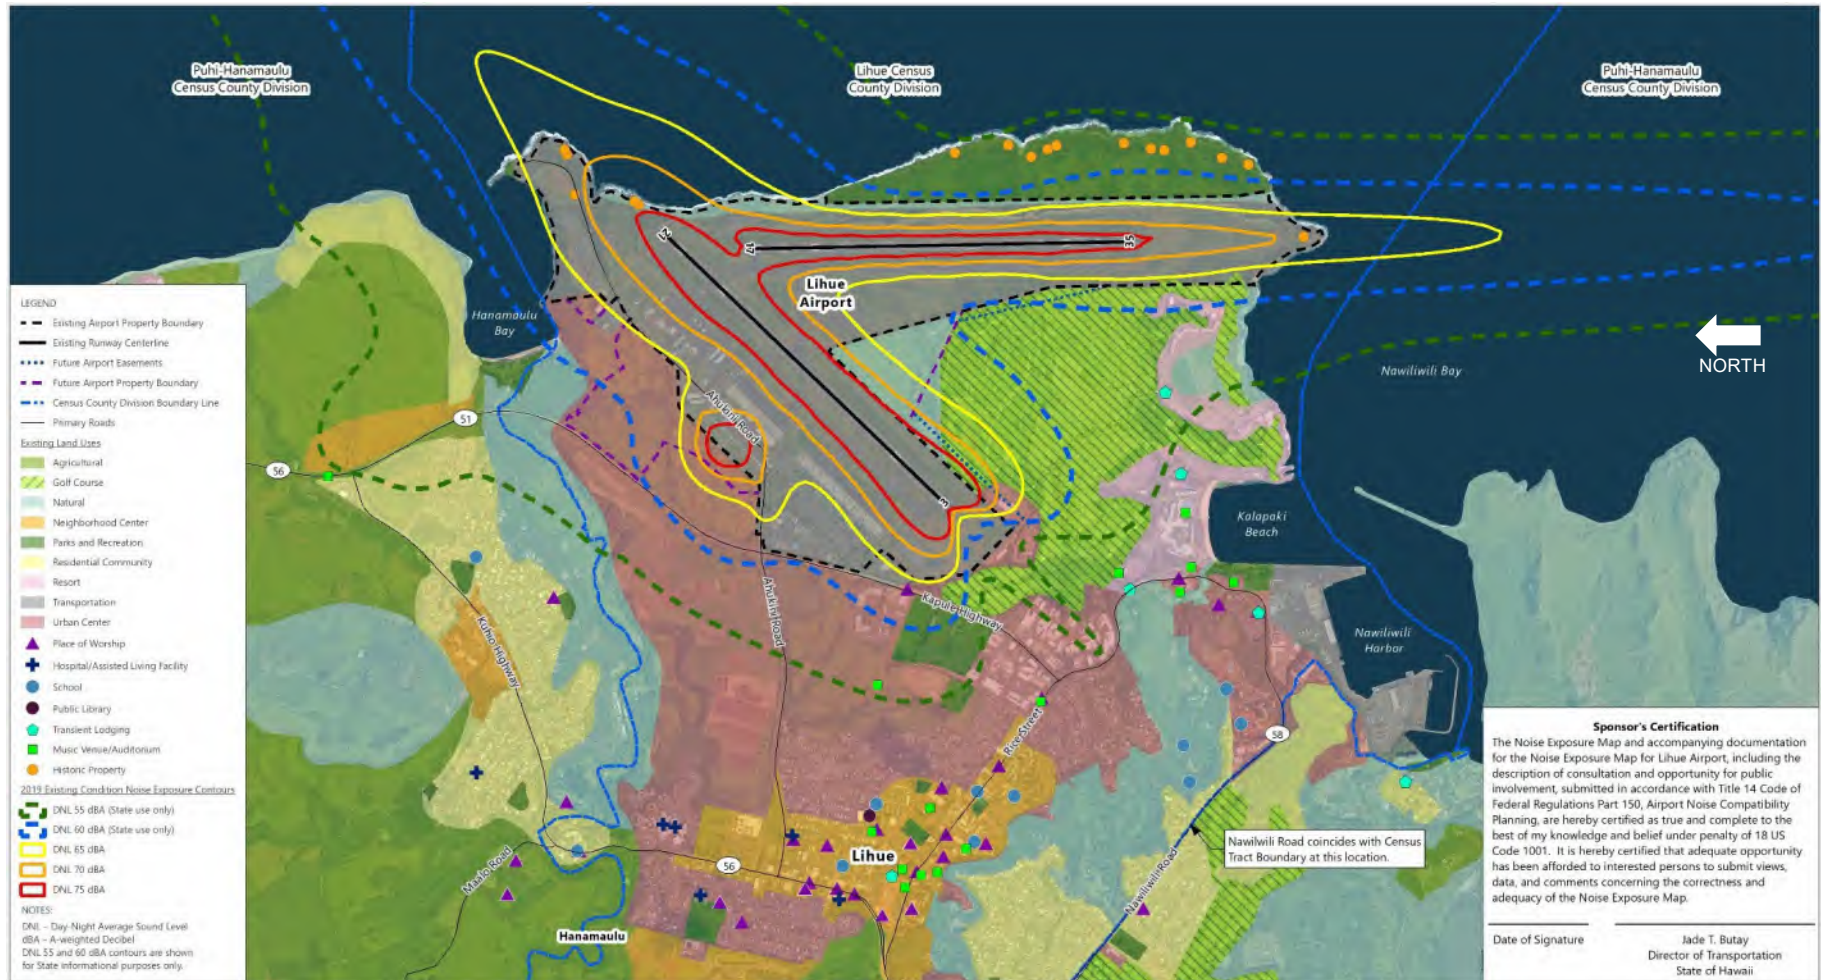 Puhi-Hanamaulu
Census County Division
Lihue Census
County Division
Puhi-Hanamaulu
Census County Division
21
17
35
Lihue
Airport
Hanamaulu
Bay
NORTH
Nawiliwili Bay
Ahukini Road
51
56
3
Kalapaki
Beach
Ahukini Road
Kapule Highway
Kuhio Highway
Nawiliwili
Harbor
Rice Street
58
Nawilwili Road coincides with Census
Tract Boundary at this location.
Lihue
56
Maalo Road
Nawiliwili Road
Hanamaulu
LEGEND
Existing Airport Property Boundary
Existing Runway Centerline
Future Airport Easements
Future Airport Property Boundary
Census County Division Boundary Line
Primary Roads
Existing Land Uses
Agricultural
Golf Course
Natural
Neighborhood Center
Parks and Recreation
Residential Community
Resort
Transportation
Urban Center
Place of Worship
Hospital/Assisted Living Facility
School
Public Library
Transient Lodging
Music Venue/Auditorium
Historic Property
2019 Existing Condition Noise Exposure Contours
DNL 55 dBA (State use only)
DNL 60 dBA (State use only)
DNL 65 dBA
DNL 70 dBA
DNL 75 dBA
NOTES:
DNL – Day-Night Average Sound Level
dBA – A-weighted Decibel
DNL 55 and 60 dBA contours are shown
for State informational purposes only.
Sponsor's Certification
The Noise Exposure Map and accompanying documentation
for the Noise Exposure Map for Lihue Airport, including the
description of consultation and opportunity for public
involvement, submitted in accordance with Title 14 Code of
Federal Regulations Part 150, Airport Noise Compatibility
Planning, are hereby certified as true and complete to the
best of my knowledge and belief under penalty of 18 US
Code 1001. It is hereby certified that adequate opportunity
has been afforded to interested persons to submit views,
data, and comments concerning the correctness and
adequacy of the Noise Exposure Map.
Date of Signature
Jade T. Butay
Director of Transportation
State of Hawaii